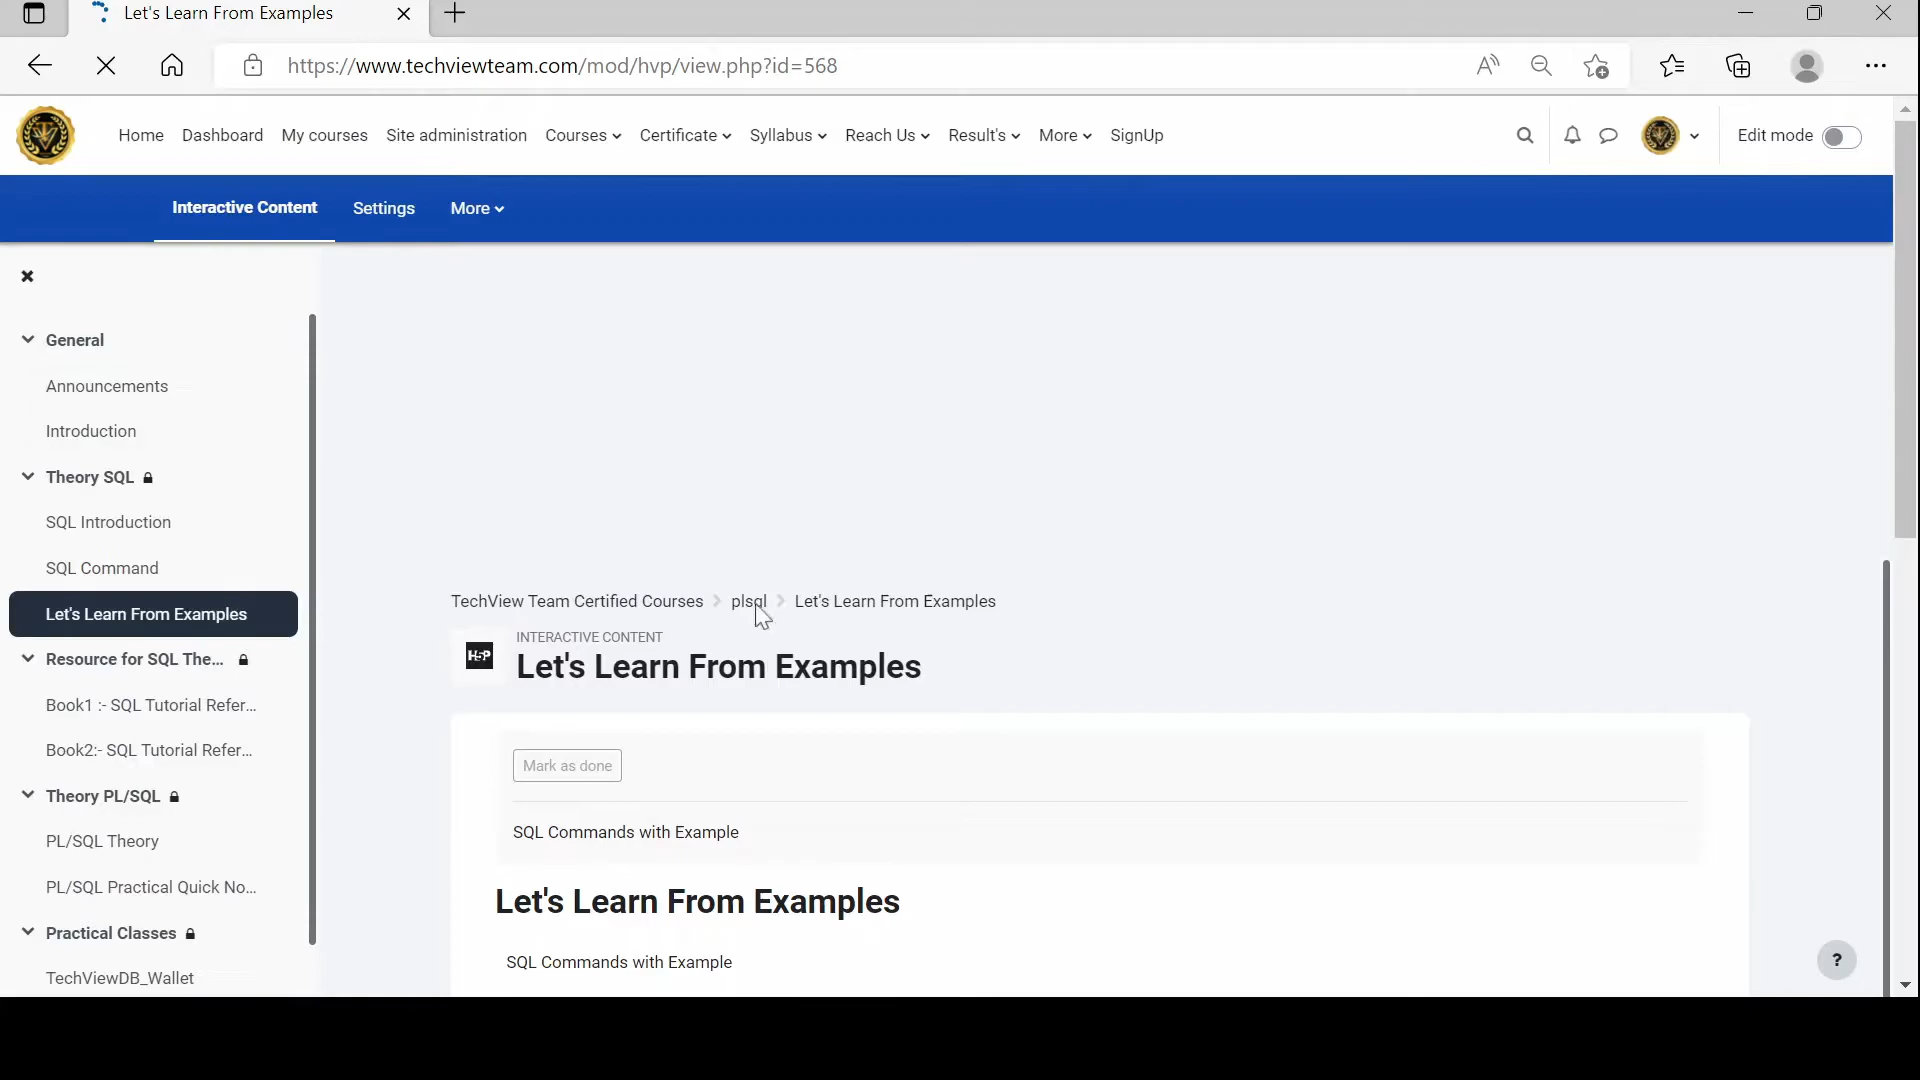 Let's Learn From Examples
https://www.techviewteam.com/mod/hvp/view.php?id=568
Home Dashboard My courses Site administration Courses Certificate Syllabus Reach Us Result's More SignUp Edit mode
Interactive Content Settings More
General
Announcements
Introduction
Theory SQL
SQL Introduction
SQL Command
Let's Learn From Examples
Resource for SQL The...
Book1 :- SQL Tutorial Refer...
Book2:- SQL Tutorial Refer...
Theory PL/SQL
PL/SQL Theory
PL/SQL Practical Quick No...
Practical Classes
TechViewDB_Wallet
TechView Team Certified Courses plsql Let's Learn From Examples
INTERACTIVE CONTENT
H5P
Let's Learn From Examples
Mark as done
SQL Commands with Example
Let's Learn From Examples
SQL Commands with Example
?